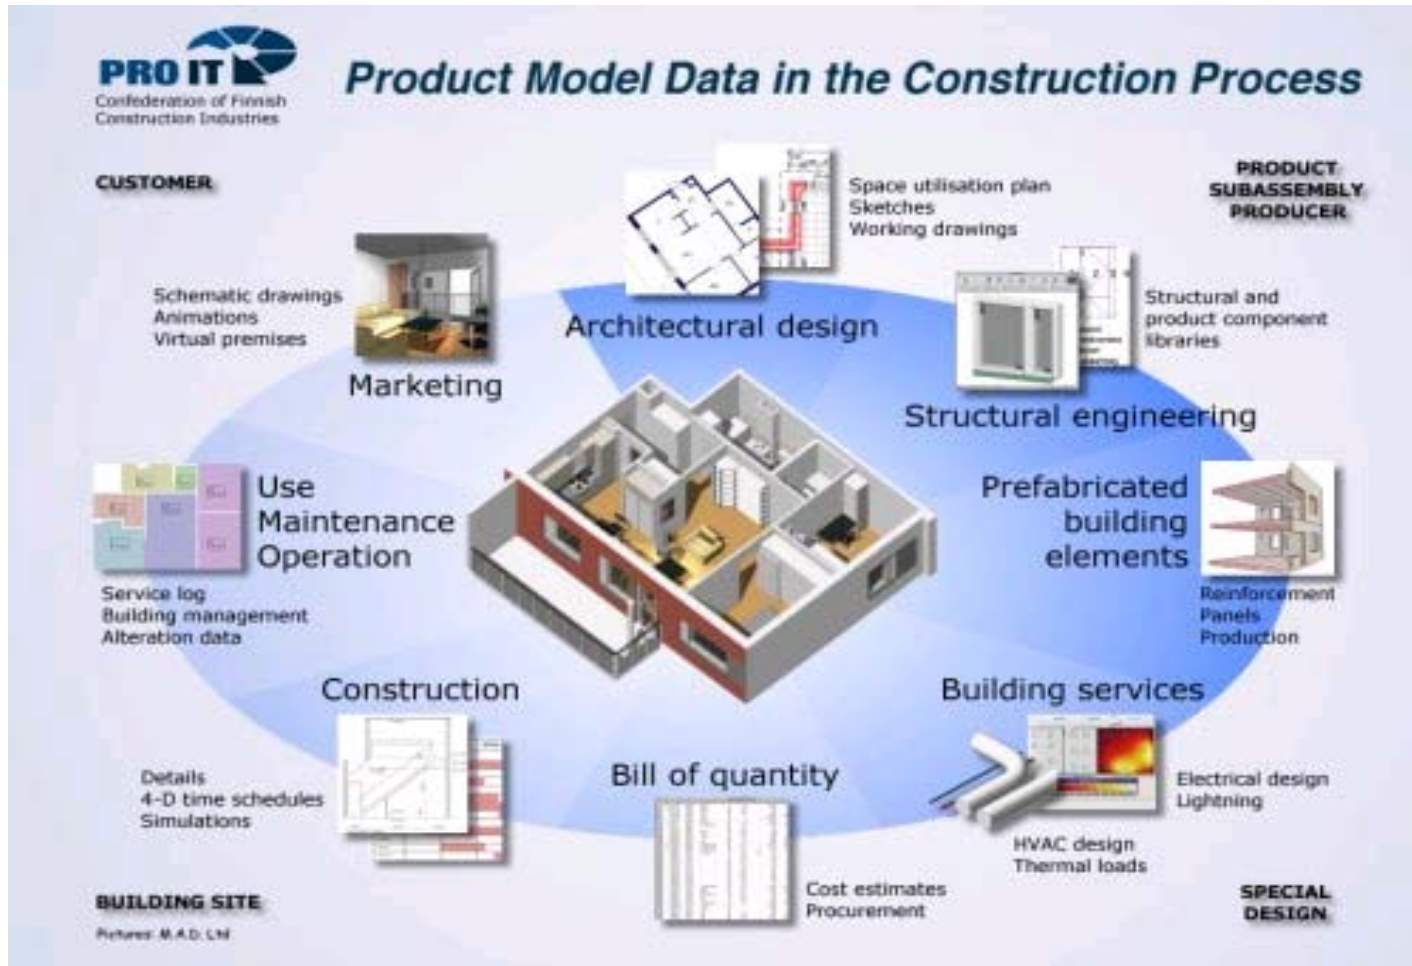 PRO IT
Confederation of Finnish
Construction Industries
Product Model Data in the Construction Process
CUSTOMER
PRODUCT
SUBASSEMBLY
PRODUCER
Space utilisation plan
Sketches
Working drawings
Architectural design
Schematic drawings
Animations
Virtual premises
Marketing
Structural and
product component
libraries
Structural engineering
Use
Maintenance
Operation
Service log
Building management
Alteration data
Prefabricated
building
elements
Reinforcement
Panels
Production
Construction
Details
4-D time schedules
Simulations
Bill of quantity
Cost estimates
Procurement
Building services
Electrical design
Lightning
HVAC design
Thermal loads
BUILDING SITE
Pictures: M.A.D. Ltd
SPECIAL
DESIGN